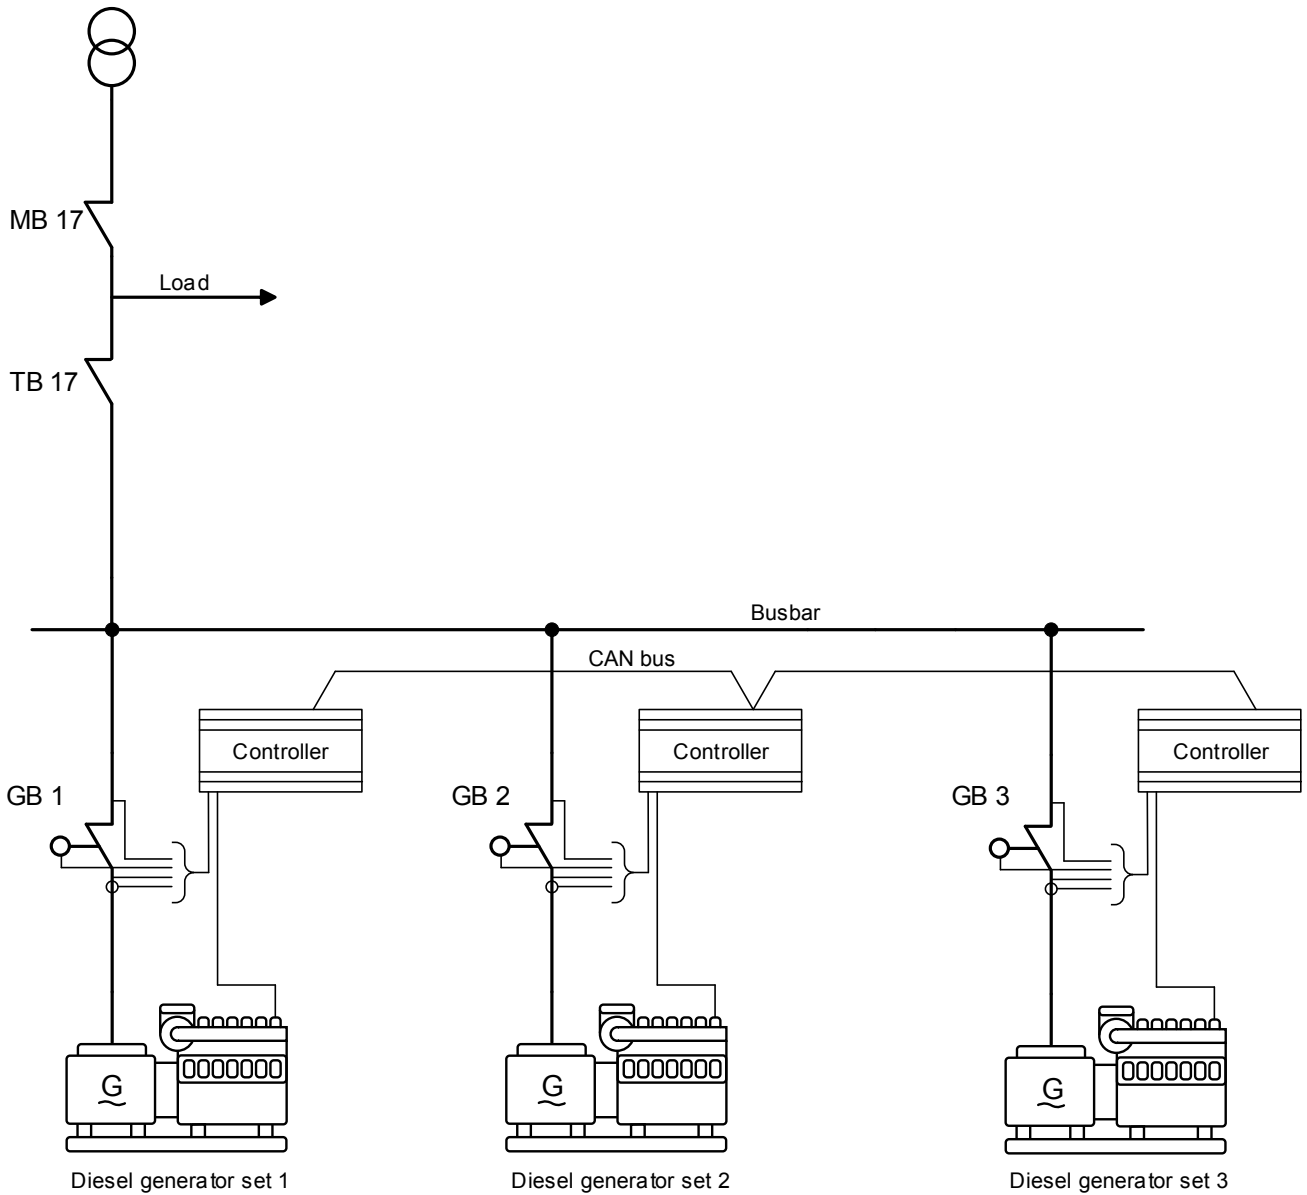 MB 17
Load
TB 17
Busbar
CAN bus
Controller
Controller
Controller
GB 1
GB 2
GB 3
G
G
G
Diesel generator set 1
Diesel generator set 2
Diesel generator set 3